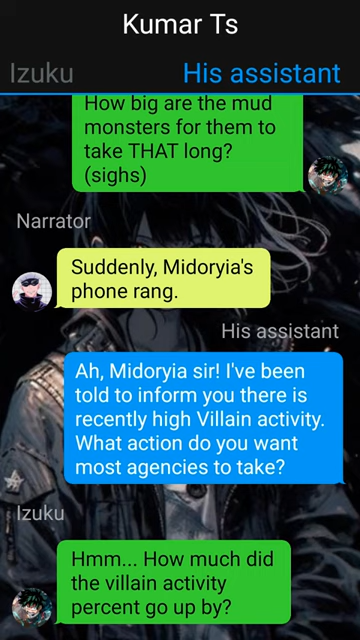 Kumar Ts
Izuku
His assistant
How big are the mud
monsters for them to
take THAT long?
(sighs)
Narrator
Suddenly, Midoryia's
phone rang.
His assistant
Ah, Midoryia sir! I've been
told to inform you there is
recently high Villain activity.
What action do you want
most agencies to take?
Izuku
Hmm... How much did
the villain activity
percent go up by?